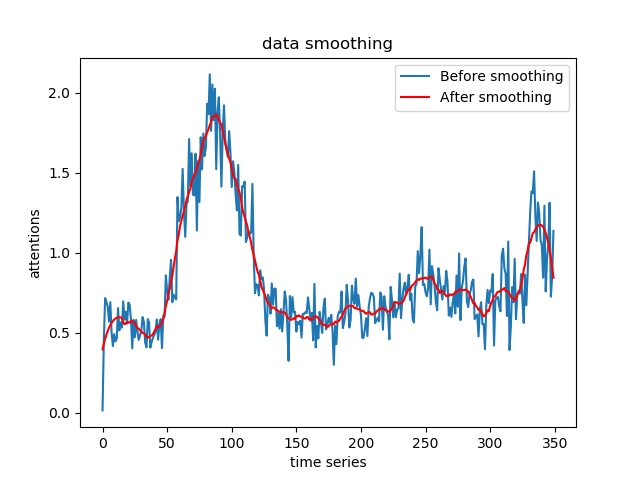 data smoothing
Before smoothing
After smoothing
attentions
2.0
1.5
1.0
0.5
0.0
0 50 100 150 200 250 300 350
time series